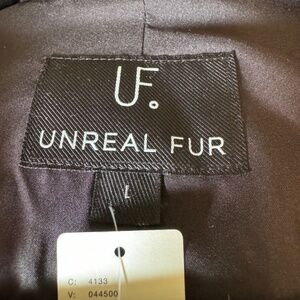 UF.
UNREAL FUR
L
C: 4133
V: 044500